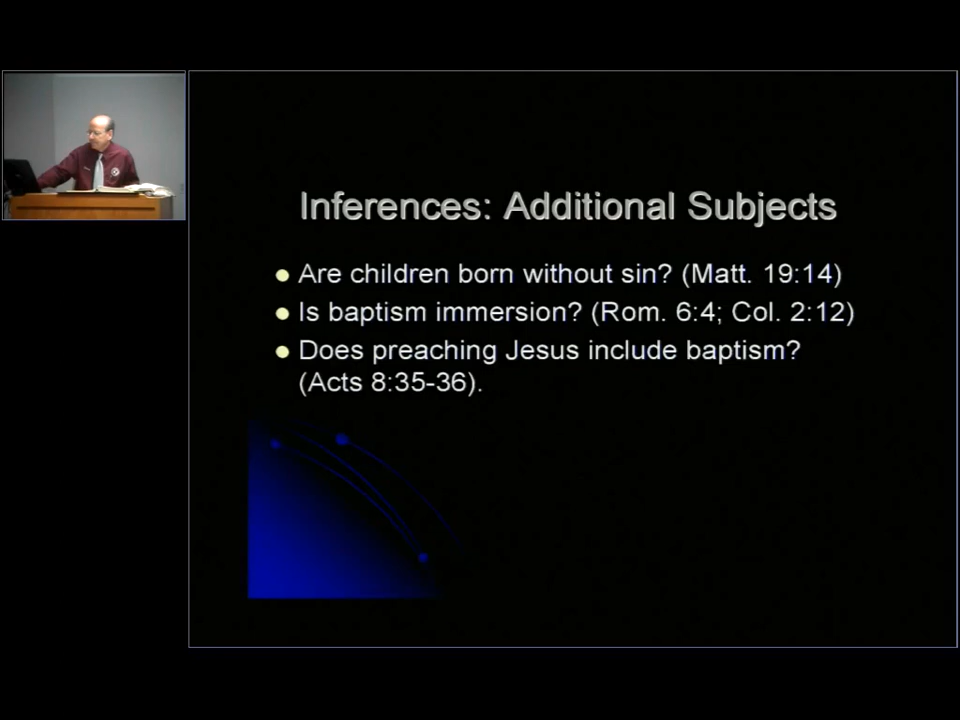 Inferences: Additional Subjects
Are children born without sin? (Matt. 19:14)
Is baptism immersion? (Rom. 6:4; Col. 2:12)
Does preaching Jesus include baptism?
(Acts 8:35-36).